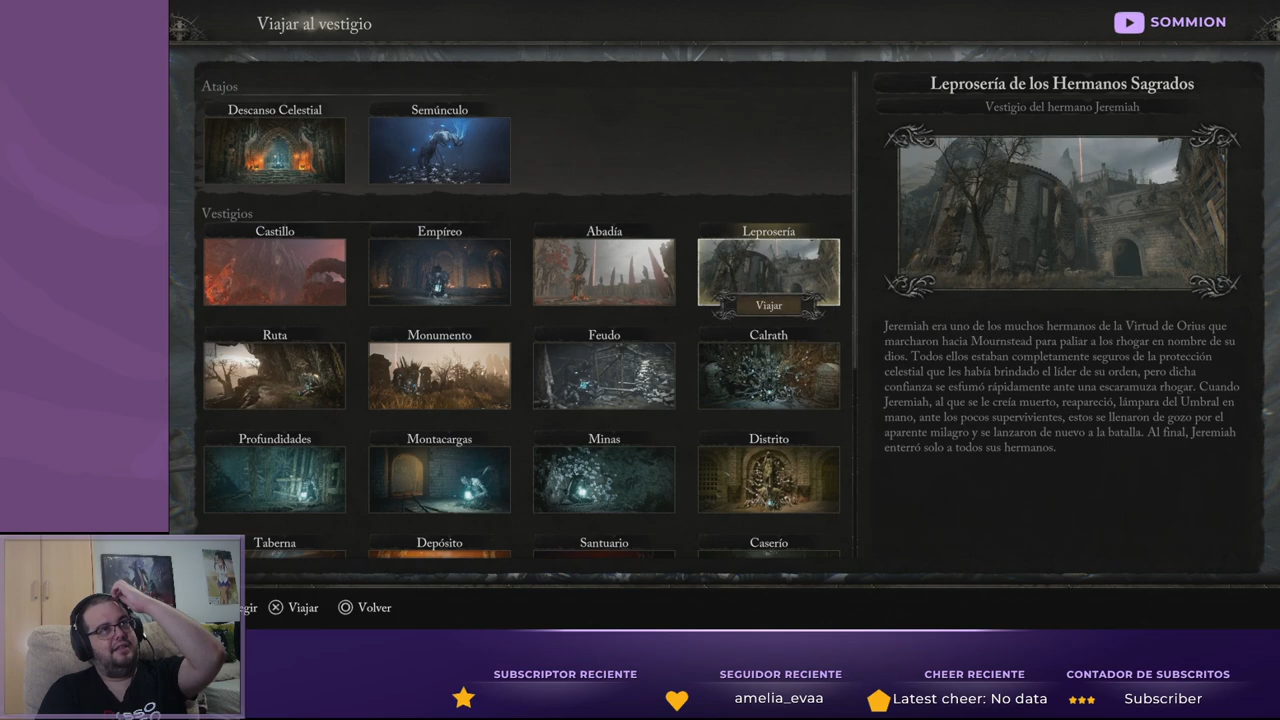 Viajar al vestigio
SOMMION
Atajos
Descanso Celestial
Semúnculo
Vestigios
Castillo
Empíreo
Abadía
Leprosería
Viajar
Ruta
Monumento
Feudo
Calrath
Profundidades
Montacargas
Minas
Distrito
Taberna
Depósito
Santuario
Caserío
Leprosería de los Hermanos Sagrados
Vestigio del hermano Jeremiah
Jeremiah era uno de los muchos hermanos de la Virtud de Orius que
marcharon hacia Mournstead para paliar a los rhogar en nombre de su
dios. Todos ellos estaban completamente seguros de la protección
celestial que les había brindado el líder de su orden, pero dicha
confianza se esfumó rápidamente ante una escaramuza rhogar. Cuando
Jeremiah, al que se le creía muerto, reapareció, lámpara del Umbral en
mano, ante los pocos supervivientes, estos se llenaron de gozo por el
aparente milagro y se lanzaron de nuevo a la batalla. Al final, Jeremiah
enterró solo a todos sus hermanos.
Viajar
Volver
SUBSCRIPTOR RECIENTE
SEGUIDOR RECIENTE
amelia_evaa
CHEER RECIENTE
Latest cheer: No data
CONTADOR DE SUBSCRITOS
Subscriber